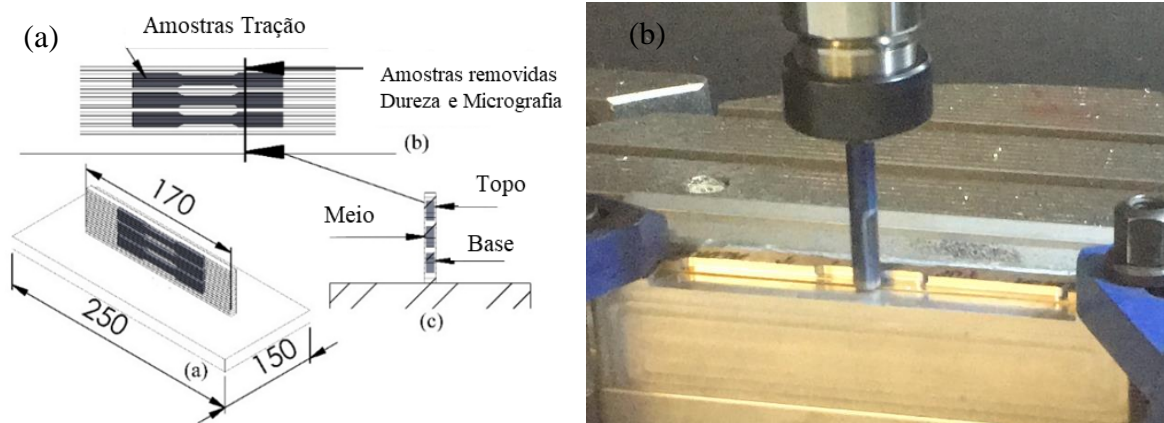 (a)
Amostras Tração
Amostras removidas
Dureza e Micrografia
(b)
170
Topo
Meio
Base
250
(a)
150
(c)
(b)